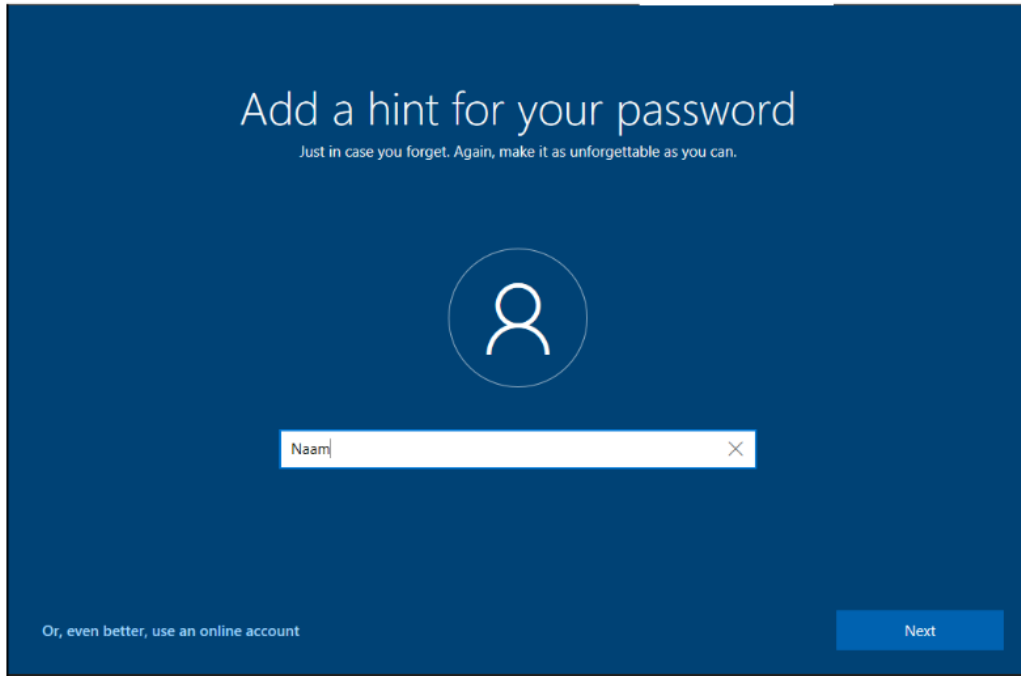 Add a hint for your password
Just in case you forget. Again, make it as unforgettable as you can.
Naam
Or, even better, use an online account
Next